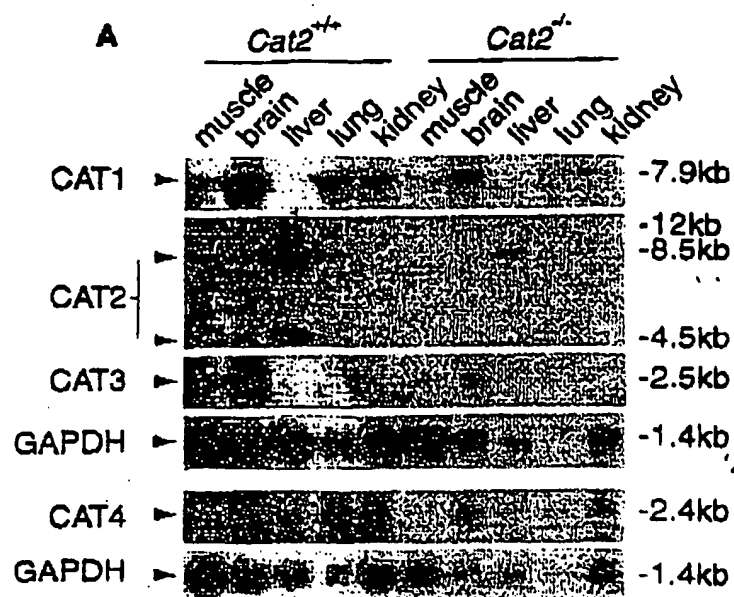 A
Cat2+/+ Cat2-/-
muscle brain liver lung kidney muscle brain liver lung kidney
CAT1 -7.9kb
-12kb
-8.5kb
CAT2
-4.5kb
CAT3 -2.5kb
GAPDH -1.4kb
CAT4 -2.4kb
GAPDH -1.4kb